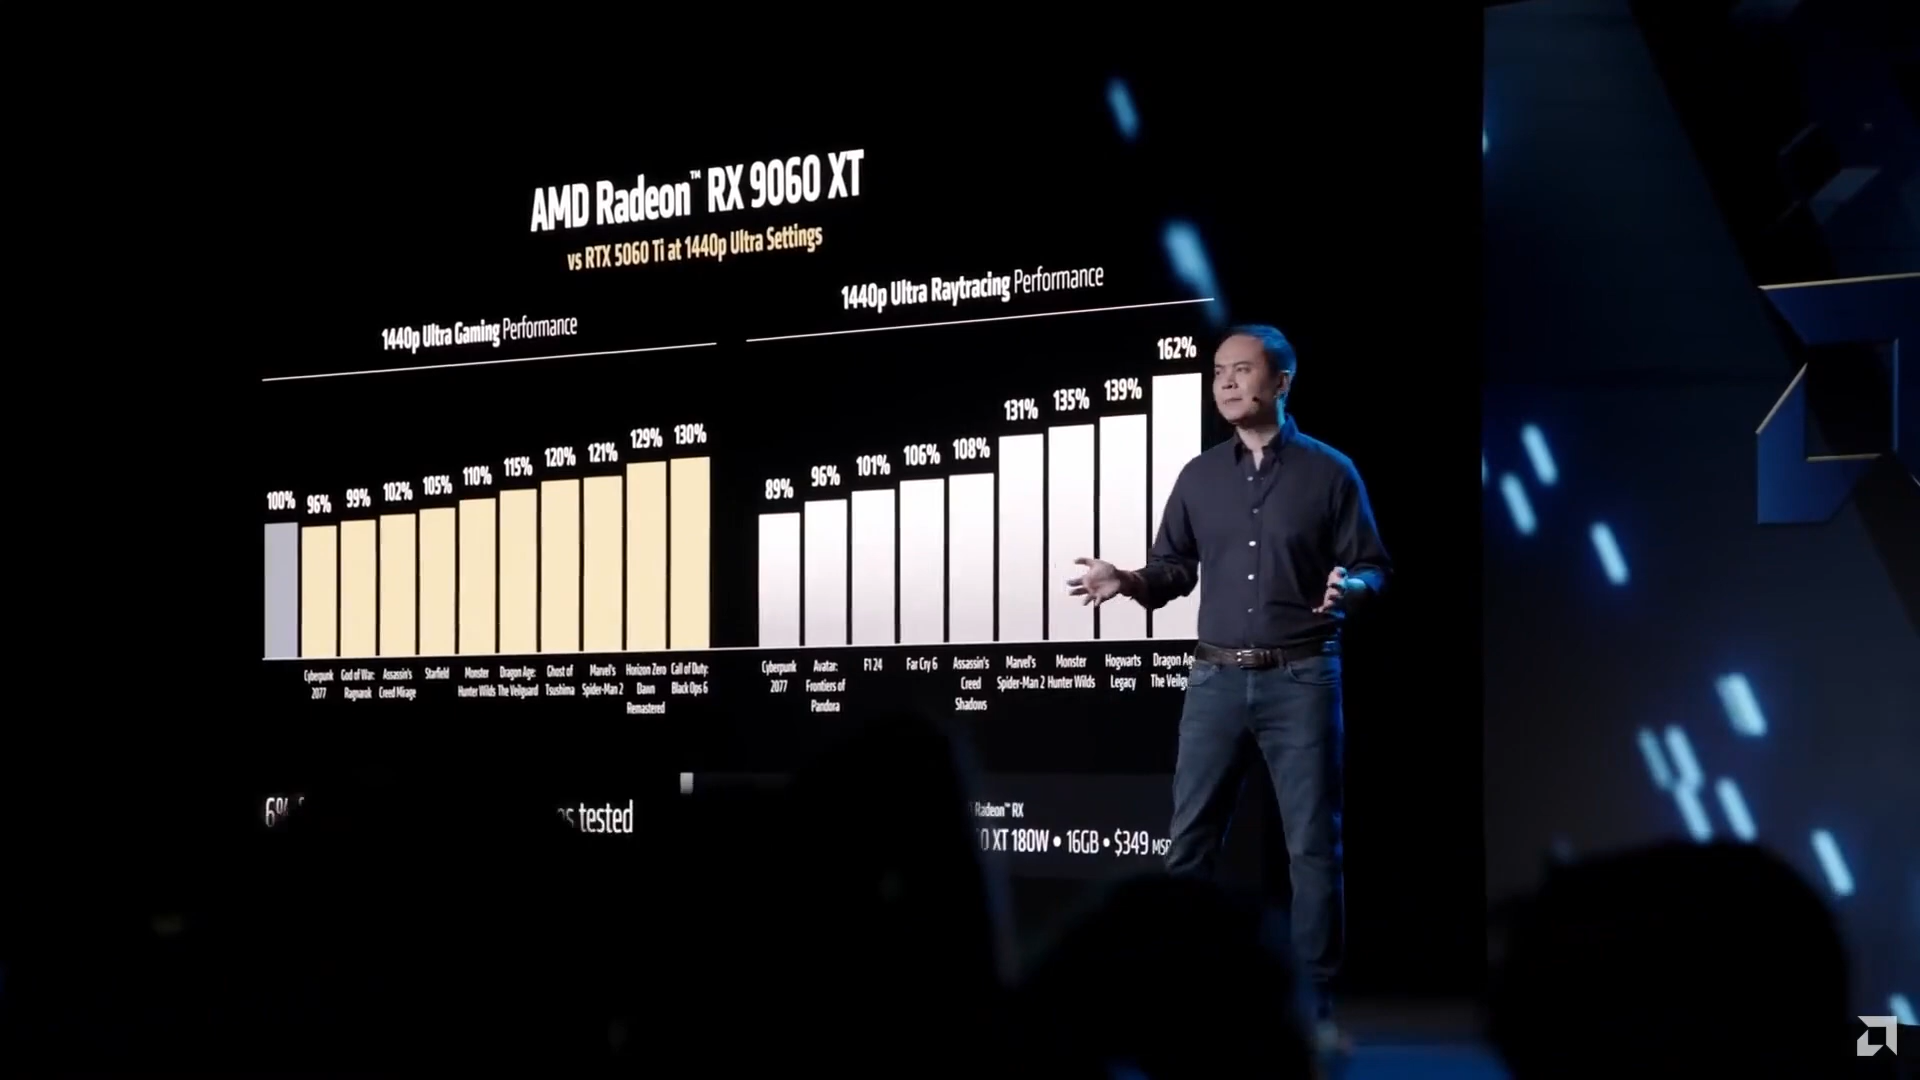 AMD Radeon™ RX 9060 XT
vs RTX 5060 Ti at 1440p Ultra Settings
1440p Ultra Gaming Performance
100%
96%
99%
102%
105%
110%
115%
120%
121%
129%
130%
Cyberpunk
2077
God of War:
Ragnarok
Assassin's
Creed Mirage
Starfield
Monster
Hunter Wilds
Dragon Age:
The Veilguard
Ghost of
Tsushima
Marvel's
Spider-Man 2
Horizon Zero
Dawn
Remastered
Call of Duty:
Black Ops 6
1440p Ultra Raytracing Performance
89%
96%
101%
106%
108%
131%
135%
139%
162%
Cyberpunk
2077
Avatar:
Frontiers of
Pandora
F1 24
Far Cry 6
Assassin's
Creed
Shadows
Marvel's
Spider-Man 2
Monster
Hunter Wilds
Hogwarts
Legacy
Dragon
The
6% tested
Radeon™ RX
XT 180W • 16GB • $349